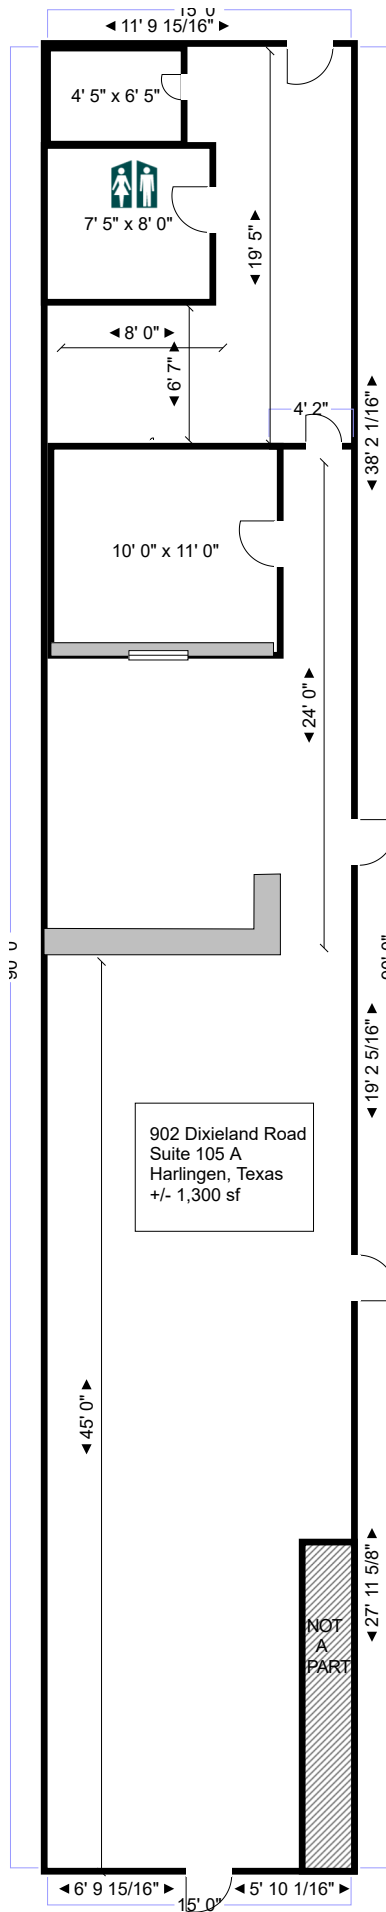 15' 0"
◄ 11' 9 15/16" ►
4' 5" x 6' 5"
7' 5" x 8' 0"
◄ 19' 5" ►
◄ 8' 0" ►
◄ 6' 7" ►
4' 2"
◄ 38' 2 1/16" ►
10' 0" x 11' 0"
◄ 24' 0" ►
90' 0"
◄ 19' 2 5/16" ►
902 Dixieland Road
Suite 105 A
Harlingen, Texas
+/- 1,300 sf
◄ 45' 0" ►
◄ 27' 11 5/8" ►
NOT
A
PART
◄ 6' 9 15/16" ►
◄ 5' 10 1/16" ►
15' 0"